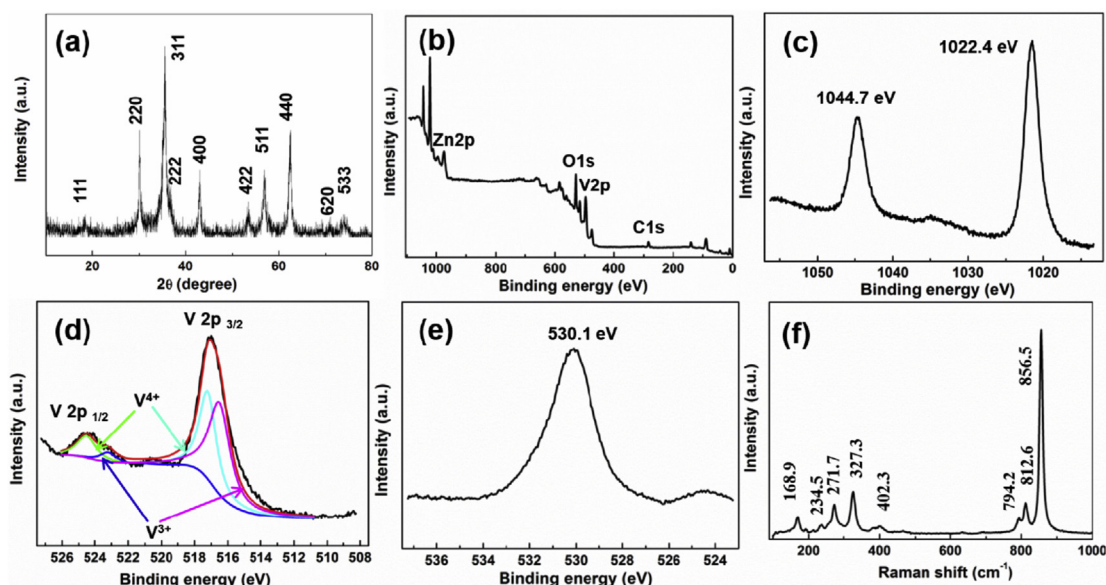 (a)
311
220
222
400
511
440
111
422
620
533
Intensity (a.u.)
20
40
60
80
2θ (degree)
(b)
Zn2p
O1s
V2p
C1s
Intensity (a.u.)
1000
800
600
400
200
0
Binding energy (eV)
(c)
1022.4 eV
1044.7 eV
Intensity (a.u.)
1050
1040
1030
1020
Binding energy (eV)
(d)
V 2p 3/2
V 2p 1/2
V4+
V3+
Intensity (a.u.)
526
524
522
520
518
516
514
512
510
508
Binding energy (eV)
(e)
530.1 eV
Intensity (a.u.)
536
534
532
530
528
526
524
Binding energy (eV)
(f)
168.9
234.5
271.7
327.3
402.3
794.2
812.6
856.5
Intensity (a.u.)
200
400
600
800
1000
Raman shift (cm-1)